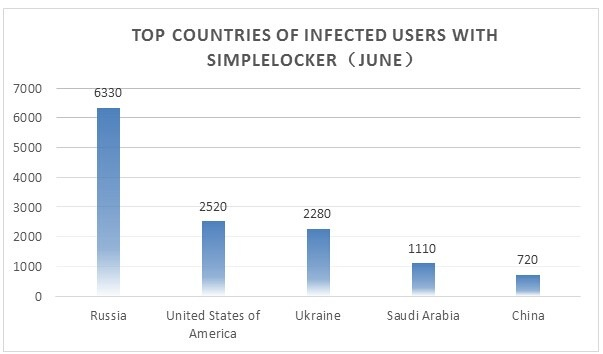 TOP COUNTRIES OF INFECTED USERS WITH
SIMPLELOCKER（JUNE）
7000
6000
5000
4000
3000
2000
1000
0
6330
2520
2280
1110
720
Russia
United States of
America
Ukraine
Saudi Arabia
China